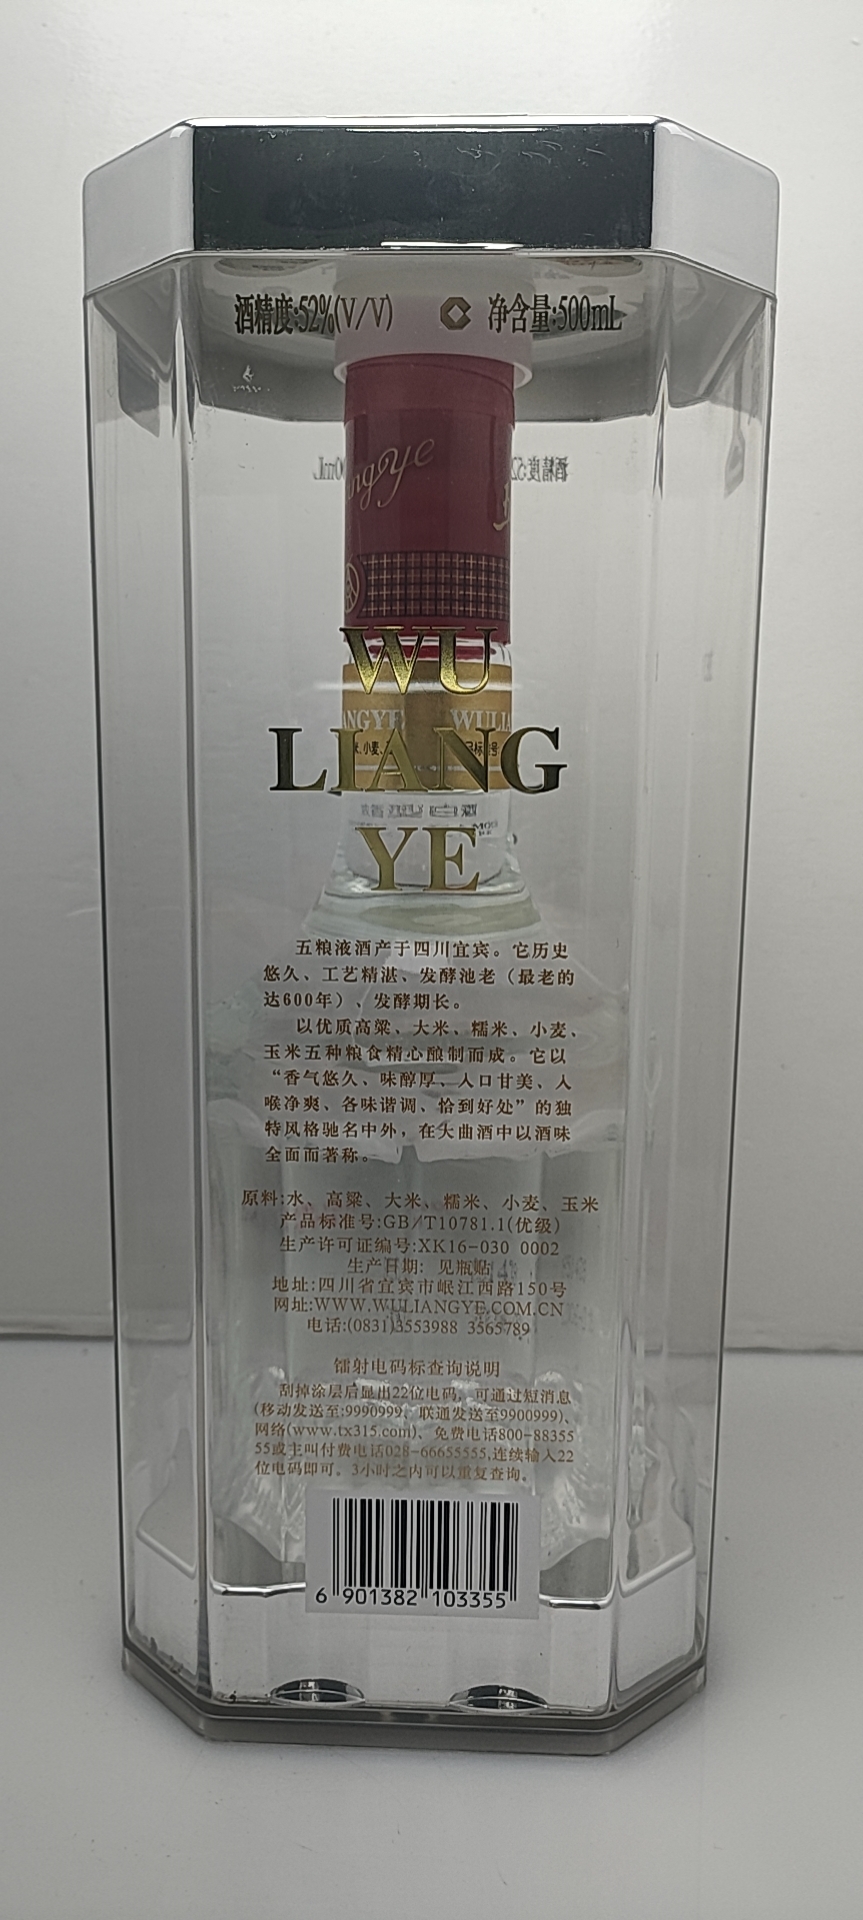 酒精度:52%(V/V) 净含量:500mL
ngye
WU
LIANG
YE
五粮液酒产于四川宜宾。它历史
悠久、工艺精湛、发酵池老（最老的
达600年）、发酵期长。
以优质高粱、大米、糯米、小麦、
玉米五种粮食精心酿制而成。它以
“香气悠久、味醇厚、入口甘美、入
喉净爽、各味谐调、恰到好处”的独
特风格驰名中外，在大曲酒中以酒味
全面而著称。
原料:水、高粱、大米、糯米、小麦、玉米
产品标准号:GB/T10781.1(优级)
生产许可证编号:XK16-030 0002
生产日期: 见瓶贴
地址:四川省宜宾市岷江西路150号
网址:WWW.WULIANGYE.COM.CN
电话:(0831)3553988 3565789
镭射电码标查询说明
刮掉涂层后显出22位电码，可通过短消息
(移动发送至:9990999，联通发送至9900999)、
网络(www.tx315.com)、免费电话800-88355
55或主叫付费电话028-66655555,连续输入22
位电码即可。3小时之内可以重复查询。
6 901382 103355